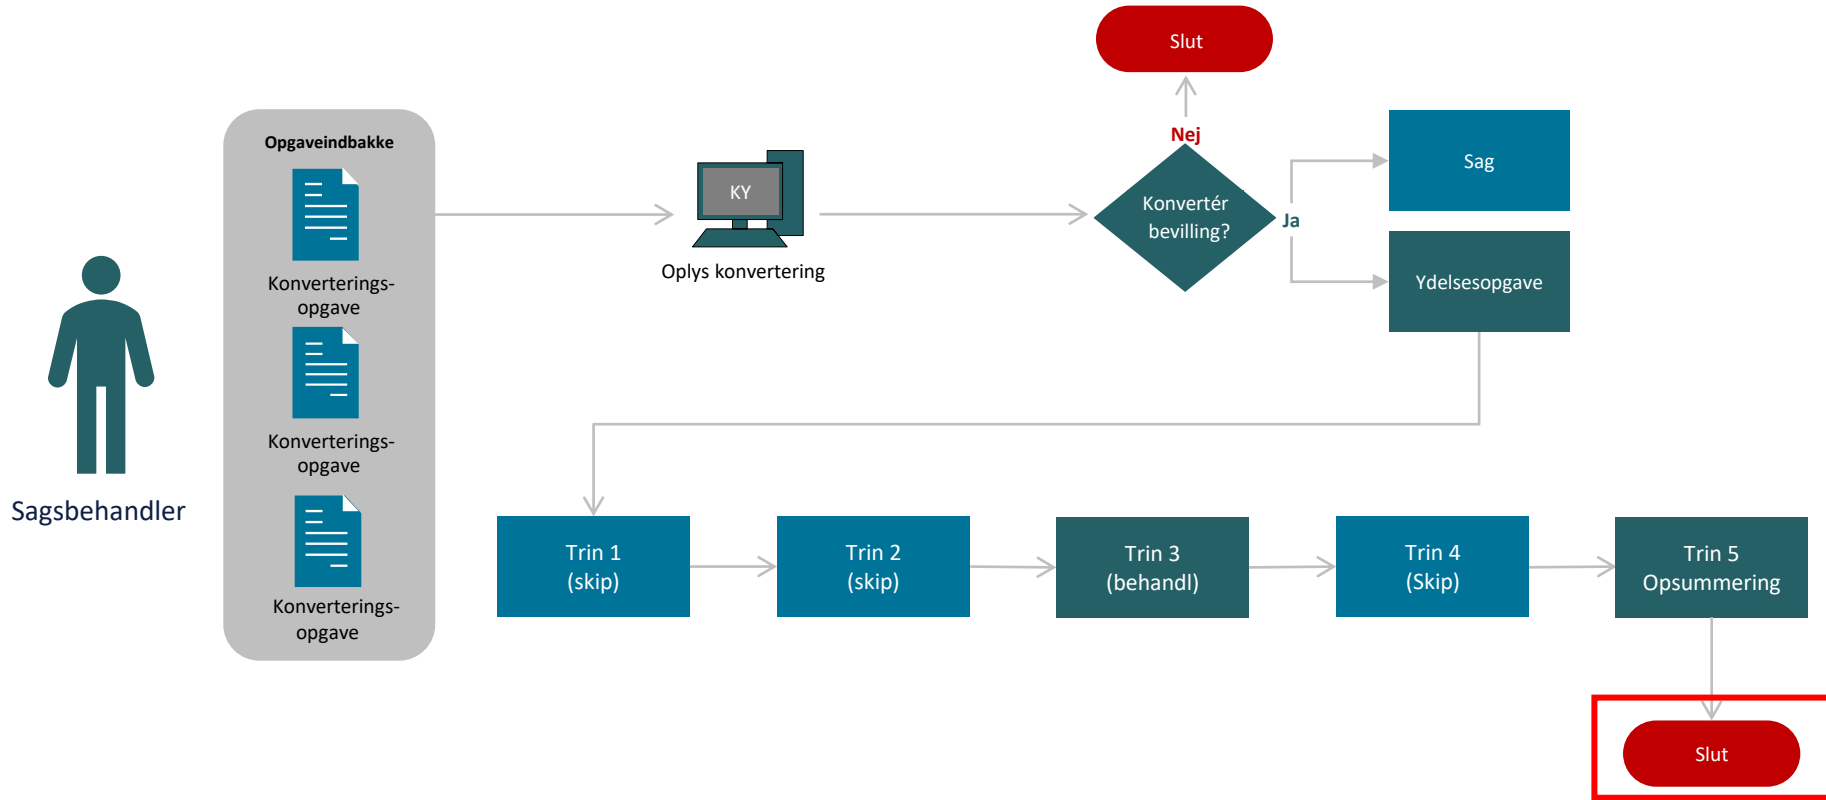 Sagsbehandler
Opgaveindbakke
Konverterings-
opgave
Konverterings-
opgave
Konverterings-
opgave
KY
Oplys konvertering
Slut
Nej
Konvertér
bevilling?
Ja
Sag
Ydelsesopgave
Trin 1
(skip)
Trin 2
(skip)
Trin 3
(behandl)
Trin 4
(Skip)
Trin 5
Opsummering
Slut